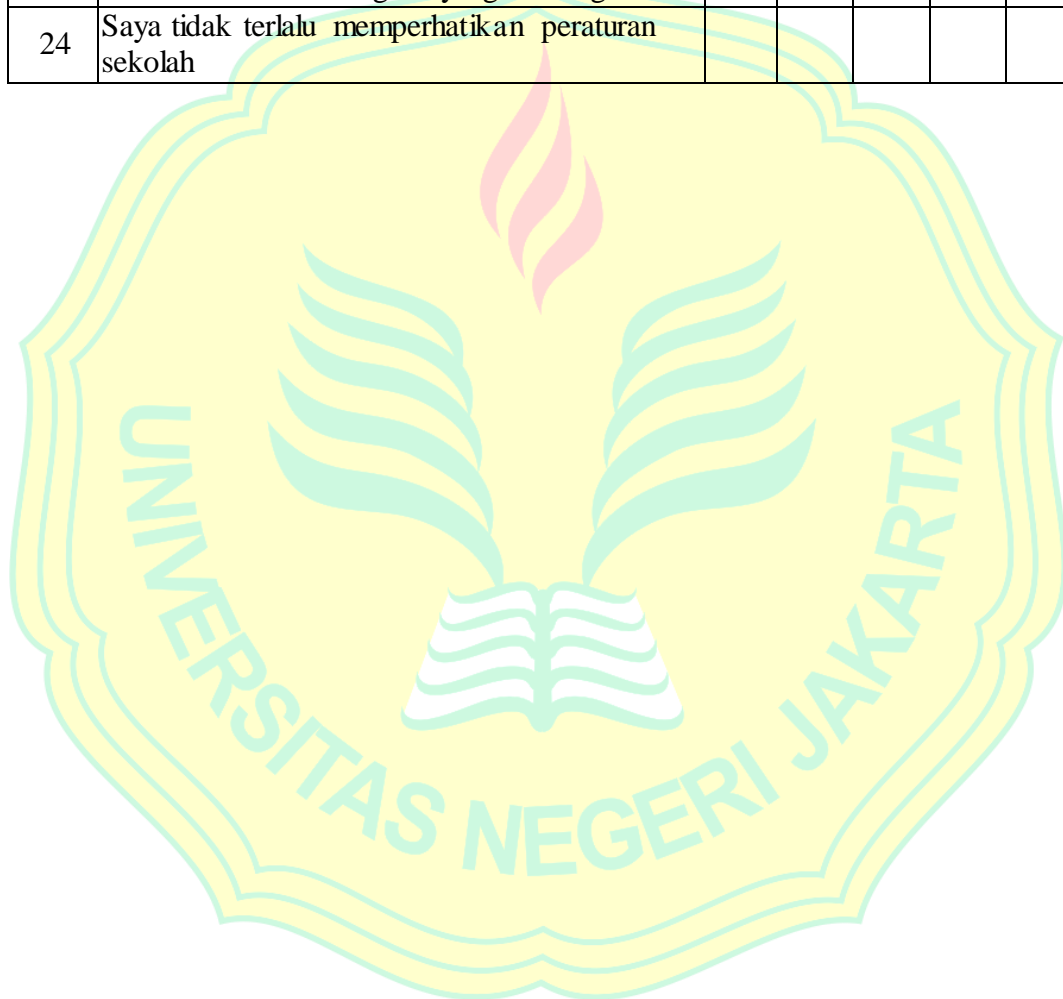 24
Saya tidak terlalu memperhatikan peraturan
sekolah
UNIVERSITAS NEGERI JAKARTA